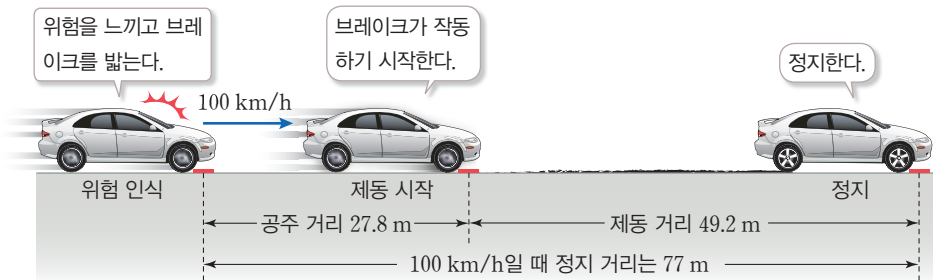 위험을 느끼고 브레
이크를 밟는다.
브레이크가 작동
하기 시작한다.
정지한다.
100 km/h
위험 인식
제동 시작
정지
공주 거리 27.8 m
제동 거리 49.2 m
100 km/h일 때 정지 거리는 77 m